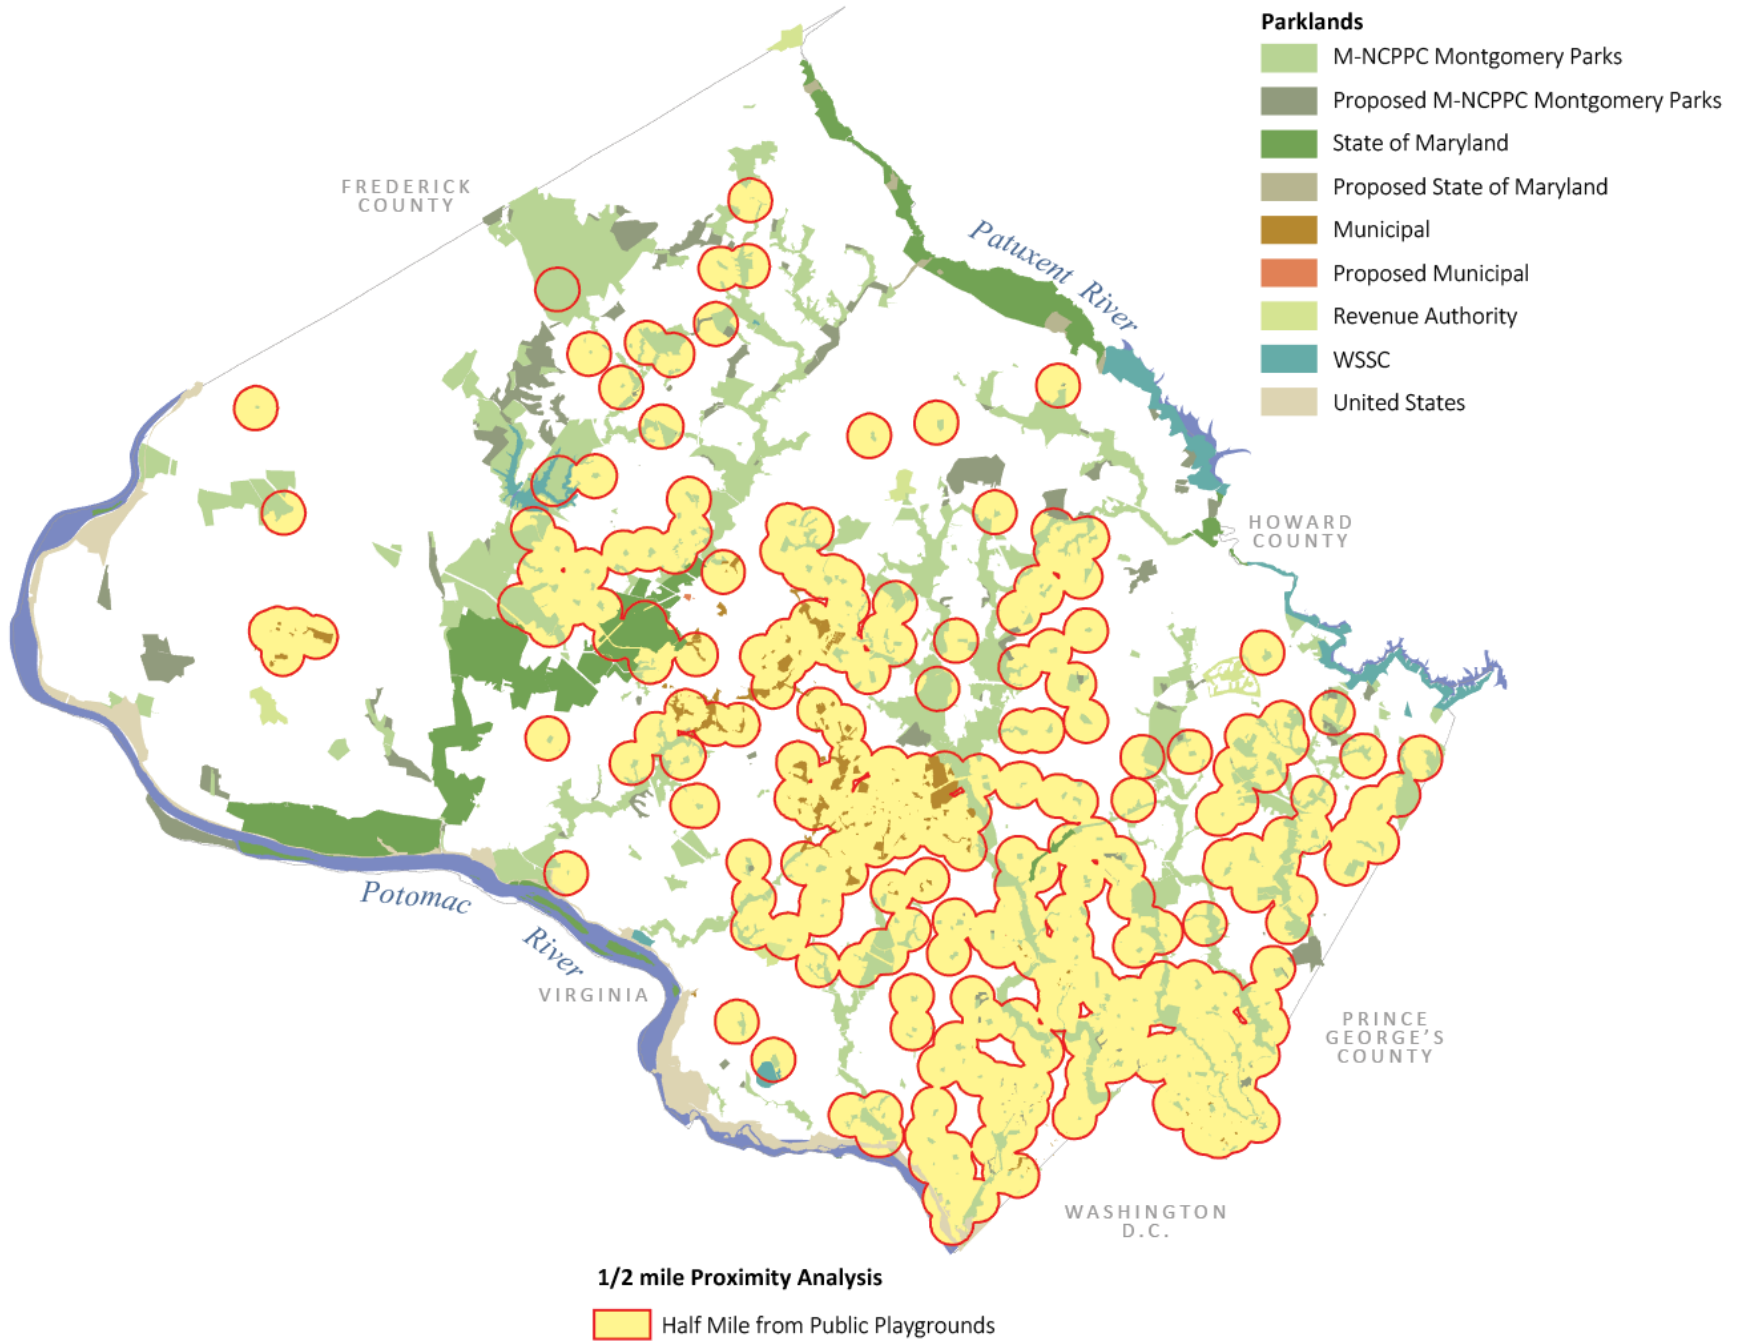 Parklands
M-NCPPC Montgomery Parks
Proposed M-NCPPC Montgomery Parks
State of Maryland
Proposed State of Maryland
Municipal
Proposed Municipal
Revenue Authority
WSSC
United States
FREDERICK
COUNTY
Patuxent River
HOWARD
COUNTY
Potomac
River
VIRGINIA
PRINCE
GEORGE'S
COUNTY
WASHINGTON
D.C.
1/2 mile Proximity Analysis
Half Mile from Public Playgrounds